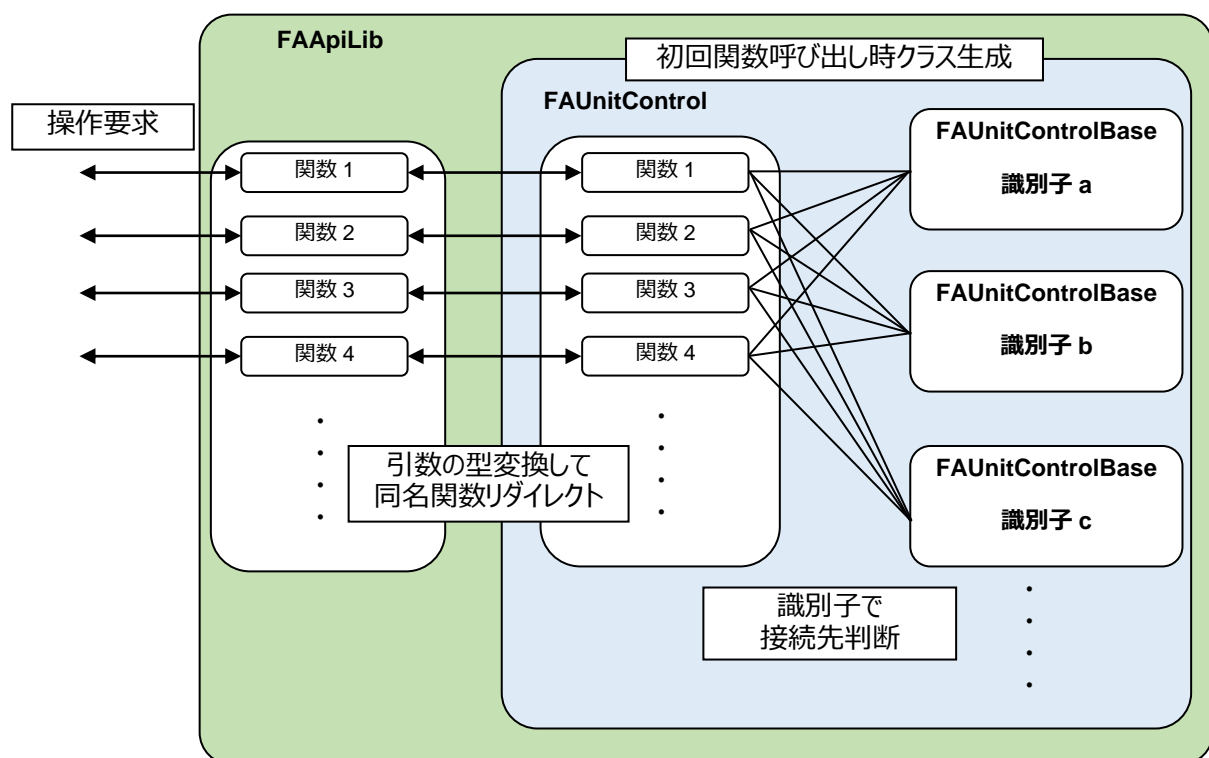 FAApiLib
初回関数呼び出し時クラス生成
FAUnitControl
操作要求
関数 1
関数 2
関数 3
関数 4
・
・
・
・
関数 1
関数 2
関数 3
関数 4
・
・
・
・
引数の型変換して
同名関数リダイレクト
FAUnitControlBase
識別子 a
FAUnitControlBase
識別子 b
FAUnitControlBase
識別子 c
・
・
・
・
識別子で
接続先判断